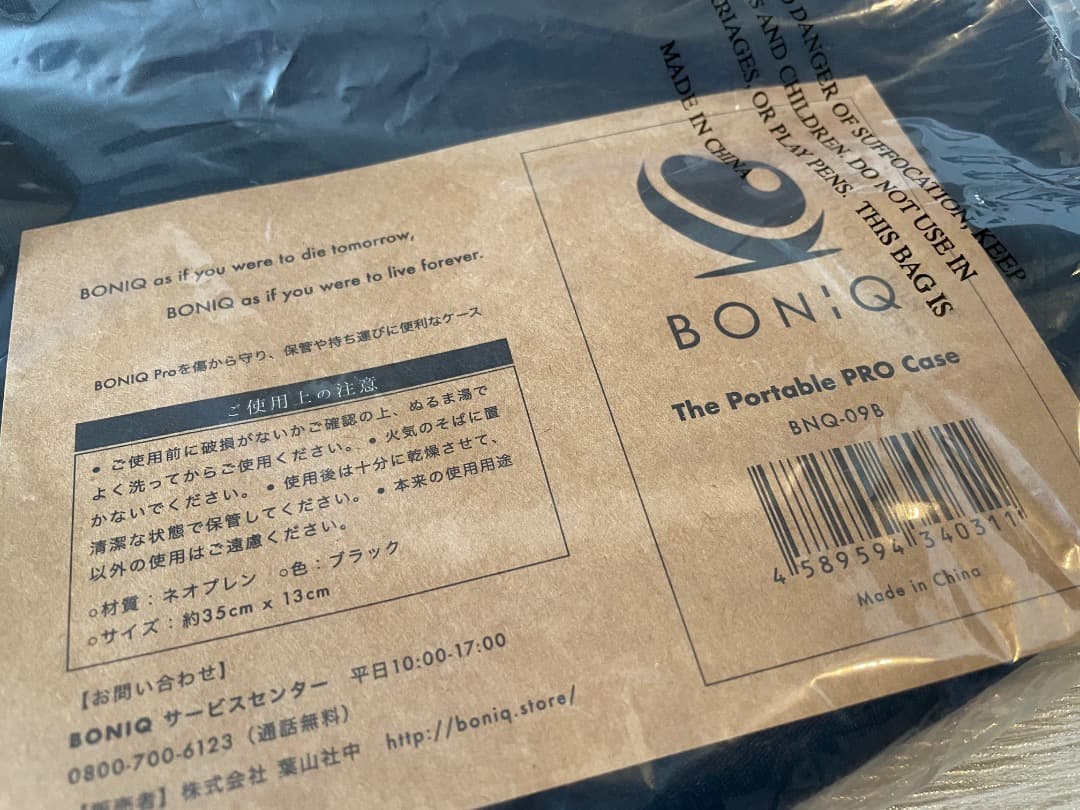 BONIQ as if you were to die tomorrow,
BONIQ as if you were to live forever.
BONIQ Proを傷から守り、保管や持ち運びに便利なケース
ご使用上の注意
● ご使用前に破損がないかご確認の上、ぬるま湯で
よく洗ってからご使用ください。 ● 火気のそばに置
かないでください。 ● 使用後は十分に乾燥させて、
清潔な状態で保管してください。 ● 本来の使用用途
以外の使用はご遠慮ください。
○材質：ネオプレン ○色：ブラック
○サイズ：約35cm x 13cm
【お問い合わせ】
BONIQ サービスセンター 平日10:00-17:00
0800-700-6123（通話無料）
【販売者】株式会社 葉山社中 http://boniq.store/
BONIQ
The Portable PRO Case
BNQ-09B
4 589594 340311
Made in China
DANGER OF SUFFOCATION, KEEP
AND CHILDREN. DO NOT USE IN
OR PLAY PENS. THIS BAG IS
MADE IN CHINA